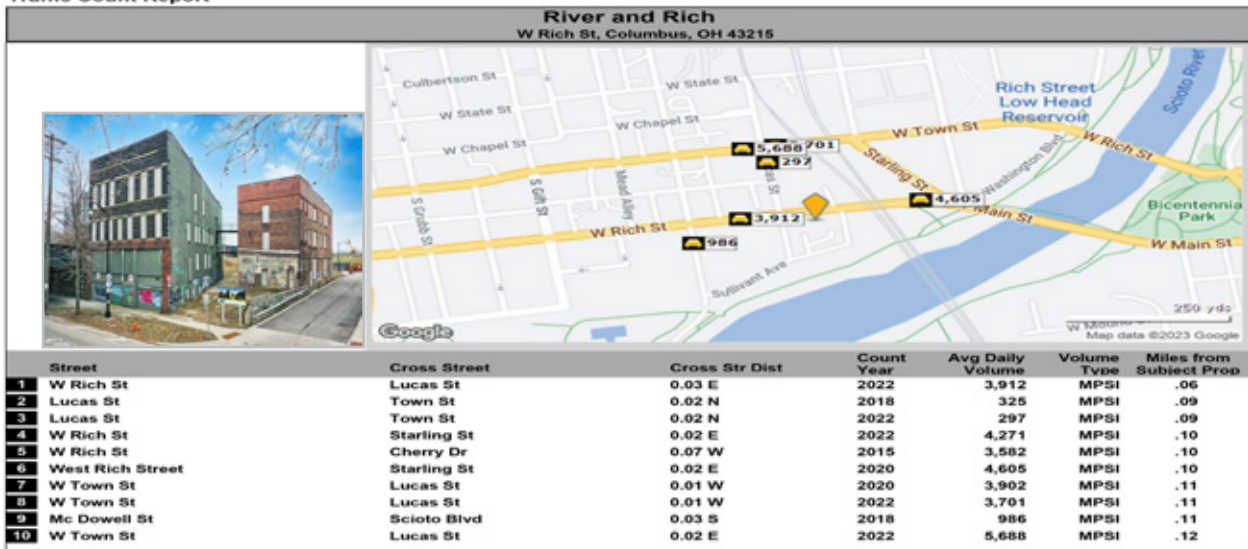 River and Rich
W Rich St, Columbus, OH 43215
Culbertson St
W State St
W State St
W Chapel St
W Chapel St
S Grubb St
S Gift St
Mead Alley
Rich Street
Low Head
Reservoir
Scioto River
W Town St
W Rich St
Starling St
Washington Blvd
5,688
701
297
4,605
3,912
986
W Rich St
Main St
Sullivant Ave
Bicentennia
Park
W Main St
250 yds
Google
Map data ©2023 Google
Street Cross Street Cross Str Dist Count Year Avg Daily Volume Volume Type Miles from Subject Prop
1 W Rich St Lucas St 0.03 E 2022 3,912 MPSI .06
2 Lucas St Town St 0.02 N 2018 325 MPSI .09
3 Lucas St Town St 0.02 N 2022 297 MPSI .09
4 W Rich St Starling St 0.02 E 2022 4,271 MPSI .10
5 W Rich St Cherry Dr 0.07 W 2015 3,582 MPSI .10
6 West Rich Street Starling St 0.02 E 2020 4,605 MPSI .10
7 W Town St Lucas St 0.01 W 2020 3,902 MPSI .11
8 W Town St Lucas St 0.01 W 2022 3,701 MPSI .11
9 Mc Dowell St Scioto Blvd 0.03 S 2018 986 MPSI .11
10 W Town St Lucas St 0.02 E 2022 5,688 MPSI .12